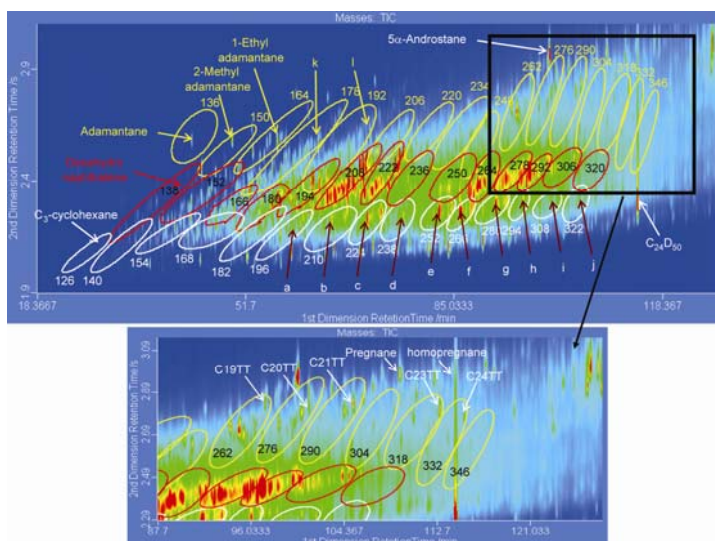 Masses: TIC
5α-Androstane
276 290
1-Ethyl adamantane
k
l
262
304
318
332
346
2-Methyl adamantane
164
178
192
206
220
234
248
136
150
Adamantane
138
152
166
180
194
208
222
236
250
264
278
292
306
320
C3-cyclohexane
126
140
154
168
182
196
210
224
238
252
280
294
308
322
C24D50
a
b
c
d
e
f
g
h
i
j
2nd Dimension Retention Time /s
2.9
2.4
1.9
18.3667
51.7
85.0333
118.367
1st Dimension RetetionTime /min
Masses: TIC
C19TT
C20TT
C21TT
Pregnane
homopregnane
C23TT
C24TT
262
276
290
304
318
332
346
2nd Dimension Retention Time /s
3.09
2.89
2.69
2.49
2.29
87.7
96.0333
104.367
112.7
121.033
1st Dimension RetetionTime /min